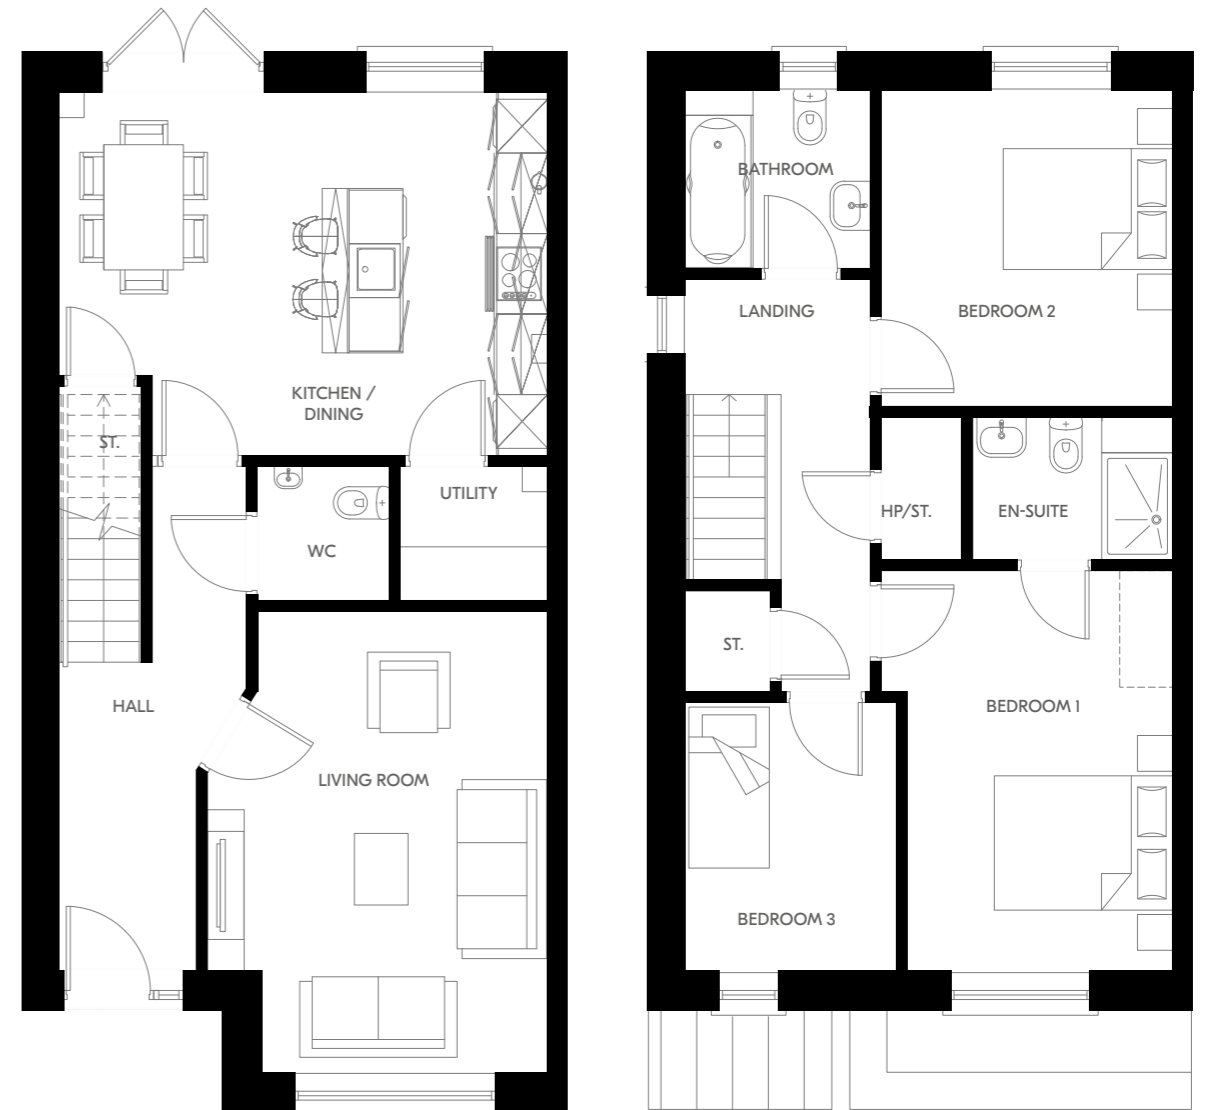 KITCHEN /
DINING
ST.
UTILITY
WC
HALL
LIVING ROOM
BATHROOM
LANDING
BEDROOM 2
HP/ST.
EN-SUITE
ST.
BEDROOM 1
BEDROOM 3